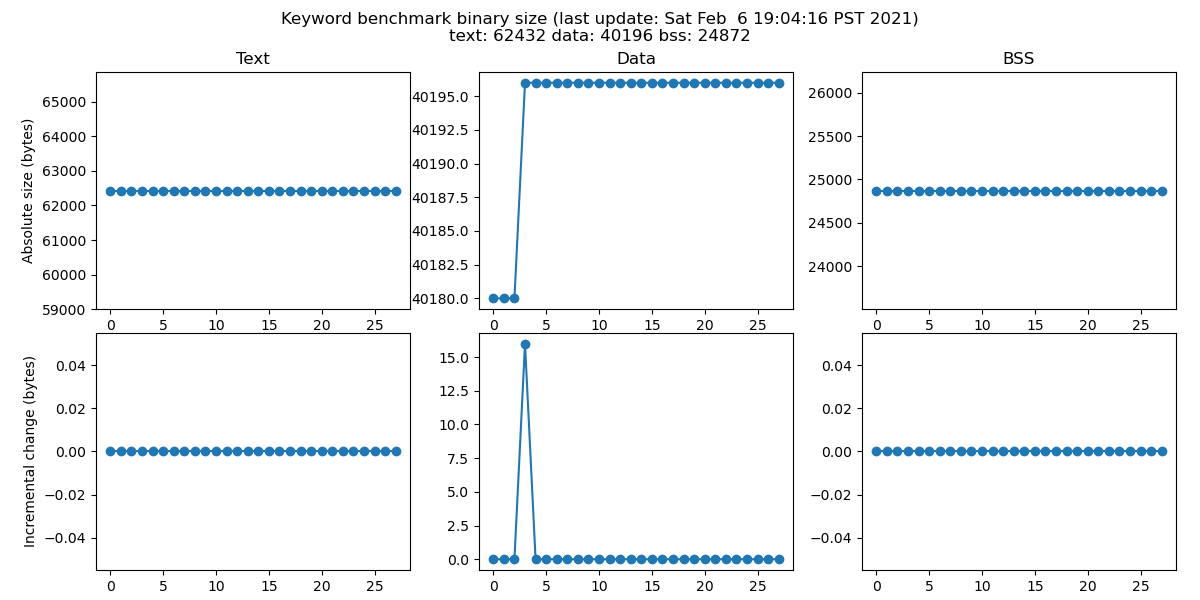 Keyword benchmark binary size (last update: Sat Feb  6 19:04:16 PST 2021)
text: 62432 data: 40196 bss: 24872
Text
Absolute size (bytes)
65000
64000
63000
62000
61000
60000
59000
0 5 10 15 20 25
Data
40195.0
40192.5
40190.0
40187.5
40185.0
40182.5
40180.0
0 5 10 15 20 25
BSS
26000
25500
25000
24500
24000
0 5 10 15 20 25
Incremental change (bytes)
0.04
0.02
0.00
−0.02
−0.04
0 5 10 15 20 25
15.0
12.5
10.0
7.5
5.0
2.5
0.0
0 5 10 15 20 25
0.04
0.02
0.00
−0.02
−0.04
0 5 10 15 20 25